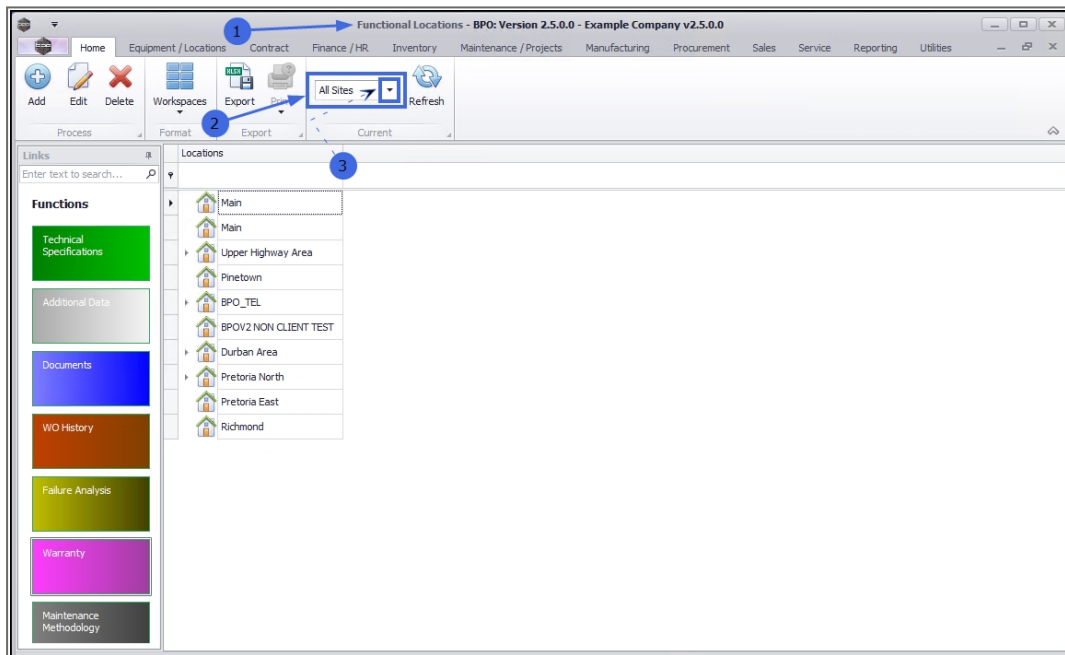 Functional Locations - BPO: Version 2.5.0.0 - Example Company v2.5.0.0
1
Home Equipment / Locations Contract Finance / HR Inventory Maintenance / Projects Manufacturing Procurement Sales Service Reporting Utilities
XLSX
All Sites
Add Edit Delete Workspaces Export Print Refresh
2
Process Format Export Current
Links
Locations
3
Enter text to search...
Functions
Main
Main
Technical
Specifications
Upper Highway Area
Pinetown
Additional Data
BPO_TEL
BPOV2 NON CLIENT TEST
Documents
Durban Area
Pretoria North
Pretoria East
WO History
Richmond
Failure Analysis
Warranty
Maintenance
Methodology